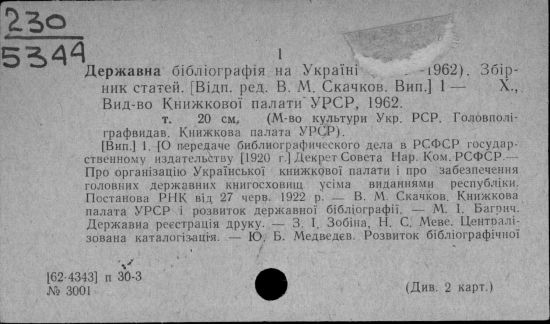 230
5344
1
Державна бібліографія на Україні -1962). Збір-
ник статей. [Відп. ред. В. М. Скачков. Вип.] 1— X.,
Вид-во Книжкової палати УРСР, 1962.
т. 20 см, (М-во культури Укр. РСР. Головполі-
графвидав. Книжкова палата УРСР).
[Вип.] 1. [О передаче библиографического дела в РСФСР государ-
ственному издательству [1920 г.] Декрет Совета Нар. Ком. РСФСР.—
Про організацію Української книжкової палати і про забезпечення
головних державних книгосховищ усіма виданнями республіки.
Постанова РНК від 27 черв. 1922 р. — В. М. Скачков. Книжкова
палата УРСР і розвиток державної бібліографії. — М. І. Багрич.
Державна реєстрація друку. — З. І. Зобіна, Н. С. Меве. Централі-
зована каталогізація. — Ю. Б. Медведєв. Розвиток бібліографічної
[62-4343] п 30-3
№ 3001
(Див. 2 карт.)